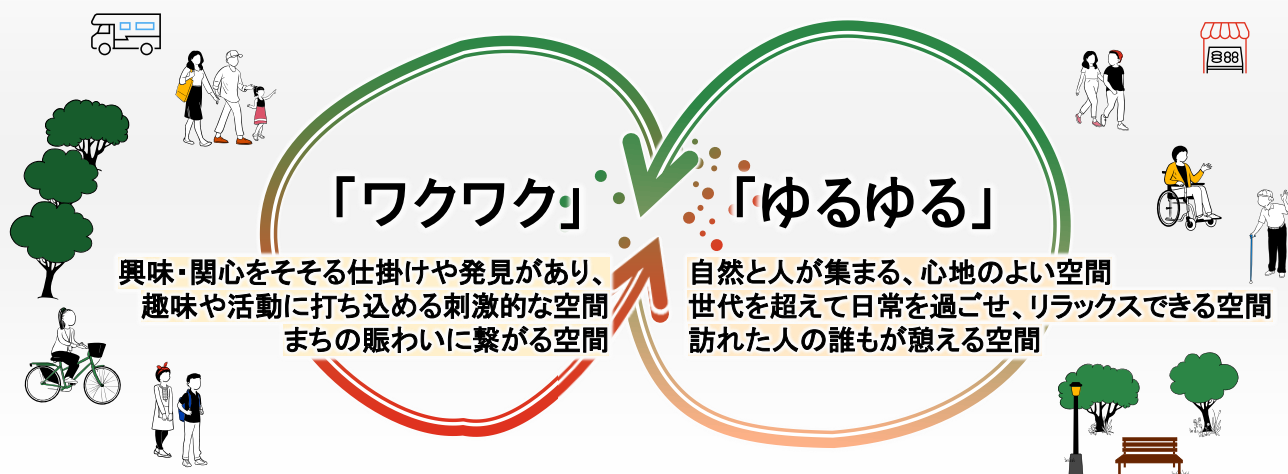 「ワクワク」
興味・関心をそそる仕掛けや発見があり、
趣味や活動に打ち込める刺激的な空間
まちの賑わいに繋がる空間
「ゆるゆる」
自然と人が集まる、心地のよい空間
世代を超えて日常を過ごせ、リラックスできる空間
訪れた人の誰もが憩える空間